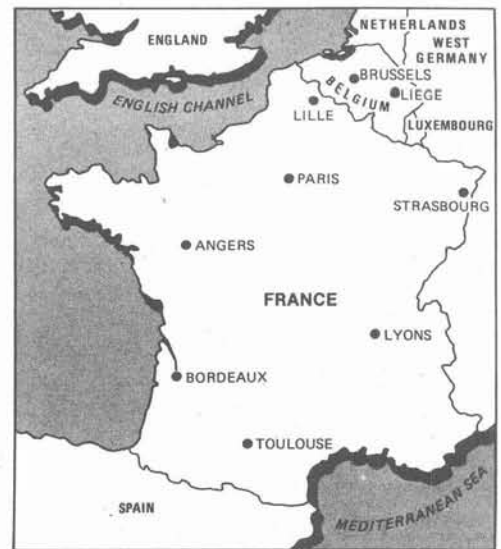 NETHERLANDS
ENGLAND
WEST
GERMANY
BRUSSELS
LIEGE
BELGIUM
ENGLISH CHANNEL
LILLE
LUXEMBOURG
PARIS
STRASBOURG
ANGERS
FRANCE
LYONS
BORDEAUX
TOULOUSE
SPAIN
MEDITERRANEAN SEA